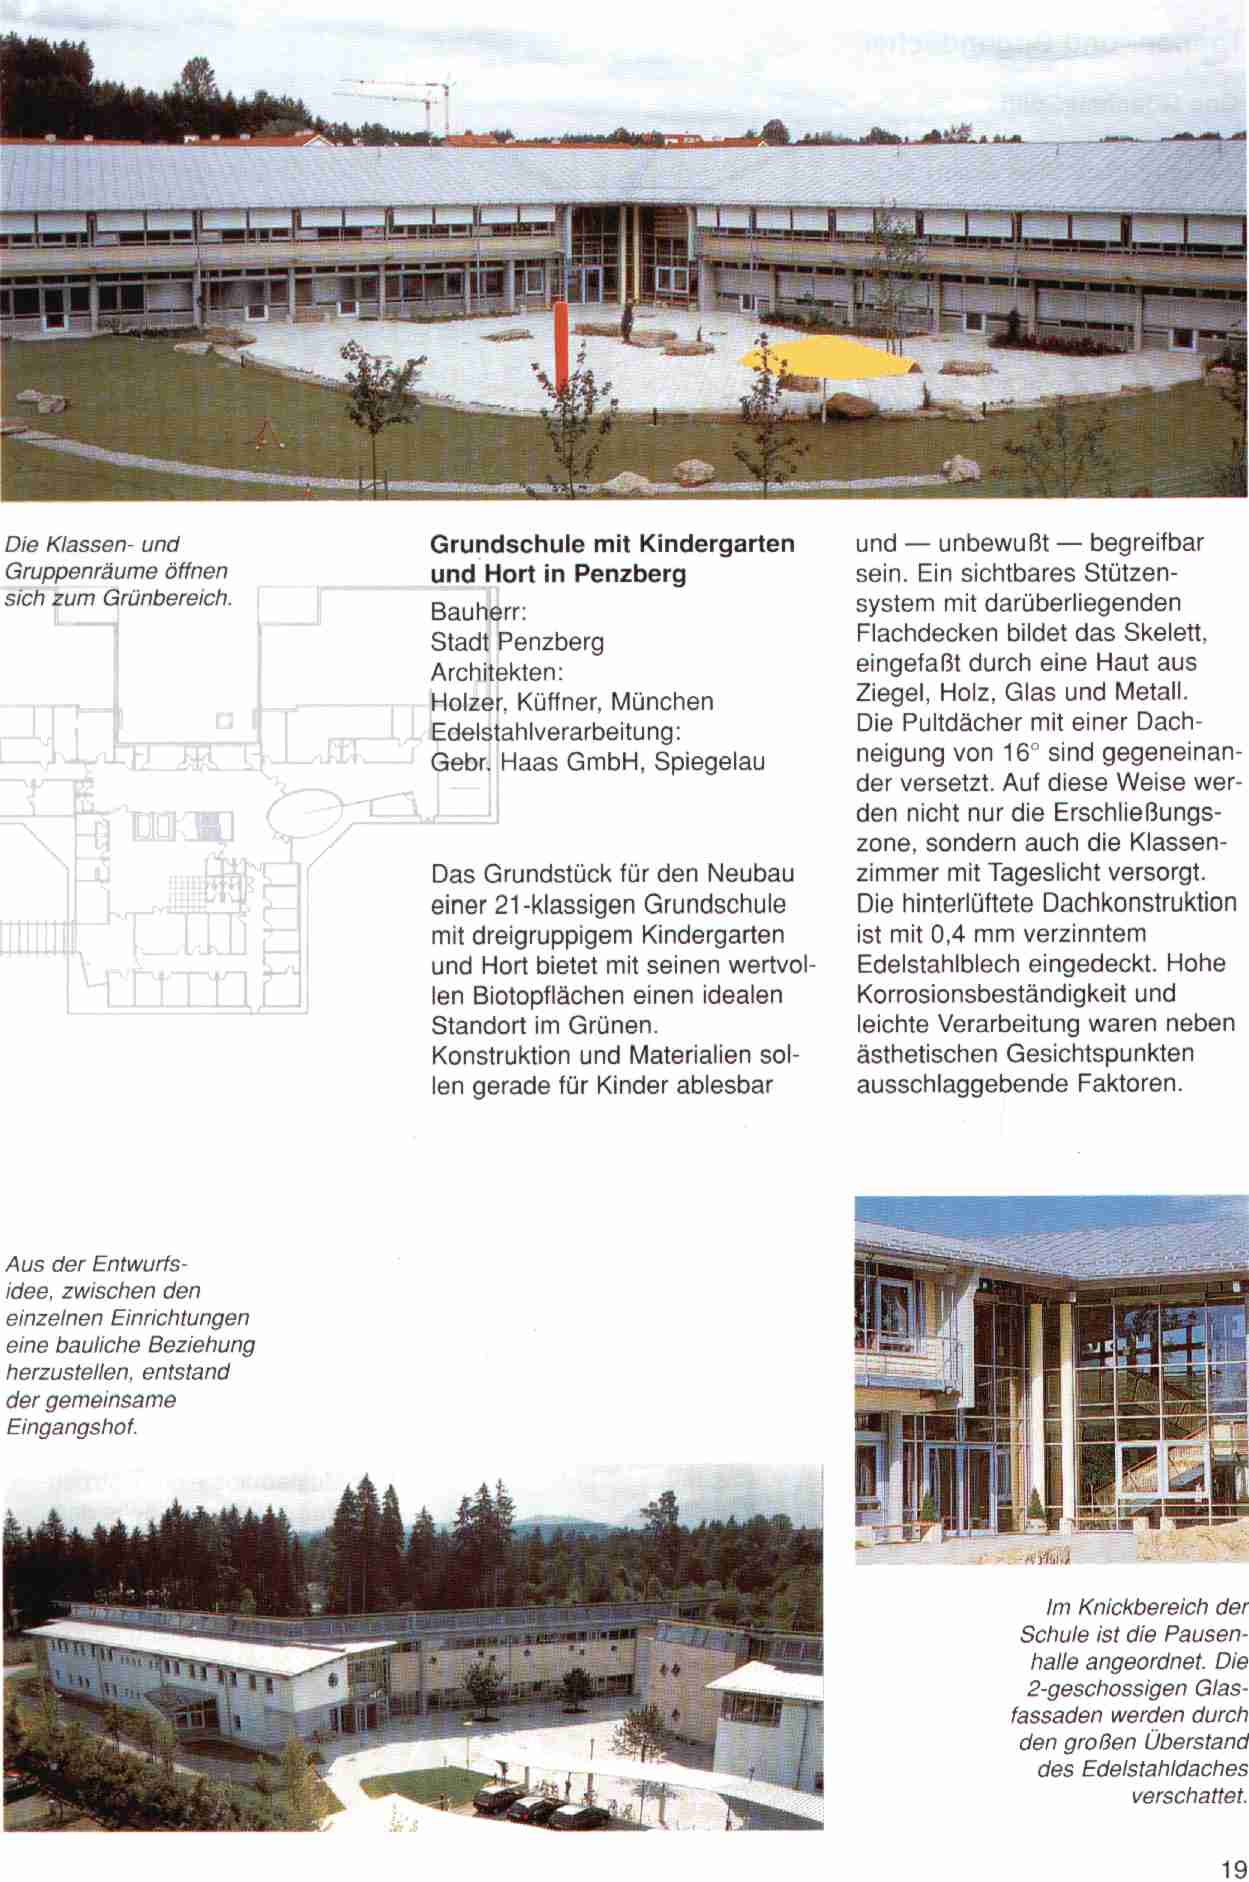 Die Klassen- und
Gruppenräume öffnen
sich zum Grünbereich.
Grundschule mit Kindergarten
und Hort in Penzberg
Bauherr:
Stadt Penzberg
Architekten:
Holzer, Küffner, München
Edelstahlverarbeitung:
Gebr. Haas GmbH, Spiegelau
Das Grundstück für den Neubau
einer 21-klassigen Grundschule
mit dreigruppigem Kindergarten
und Hort bietet mit seinen wertvol-
len Biotopflächen einen idealen
Standort im Grünen.
Konstruktion und Materialien sol-
len gerade für Kinder ablesbar
und — unbewußt — begreifbar
sein. Ein sichtbares Stützen-
system mit darüberliegenden
Flachdecken bildet das Skelett,
eingefaßt durch eine Haut aus
Ziegel, Holz, Glas und Metall.
Die Pultdächer mit einer Dach-
neigung von 16° sind gegeneinan-
der versetzt. Auf diese Weise wer-
den nicht nur die Erschließungs-
zone, sondern auch die Klassen-
zimmer mit Tageslicht versorgt.
Die hinterlüftete Dachkonstruktion
ist mit 0,4 mm verzinntem
Edelstahlblech eingedeckt. Hohe
Korrosionsbeständigkeit und
leichte Verarbeitung waren neben
ästhetischen Gesichtspunkten
ausschlaggebende Faktoren.
Aus der Entwurfs-
idee, zwischen den
einzelnen Einrichtungen
eine bauliche Beziehung
herzustellen, entstand
der gemeinsame
Eingangshof.
Im Knickbereich der
Schule ist die Pausen-
halle angeordnet. Die
2-geschossigen Glas-
fassaden werden durch
den großen Überstand
des Edelstahldaches
verschattet.
19